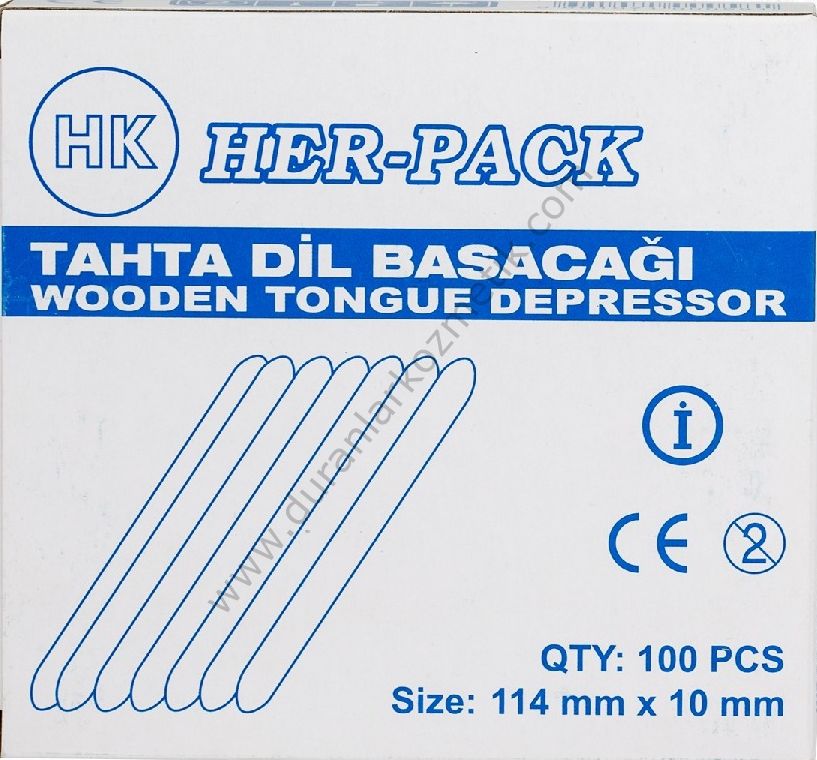 HK
HER-PACK
TAHTA DİL BASACAĞI
WOODEN TONGUE DEPRESSOR
www.duranlarkozmetik.com
İ
CE
2
QTY: 100 PCS
Size: 114 mm x 10 mm